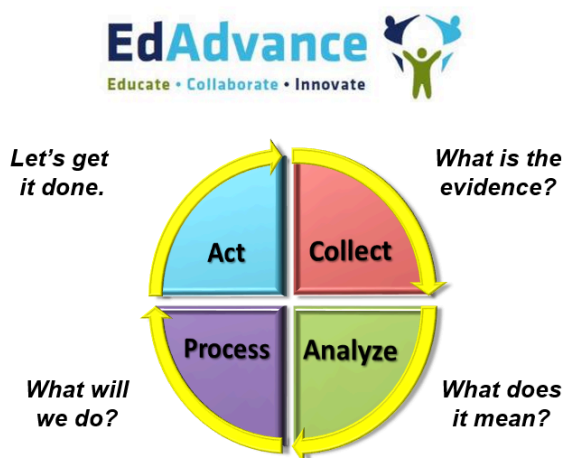 EdAdvance
Educate • Collaborate • Innovate
Let's get
it done.
What is the
evidence?
Act
Collect
Process
Analyze
What will
we do?
What does
it mean?